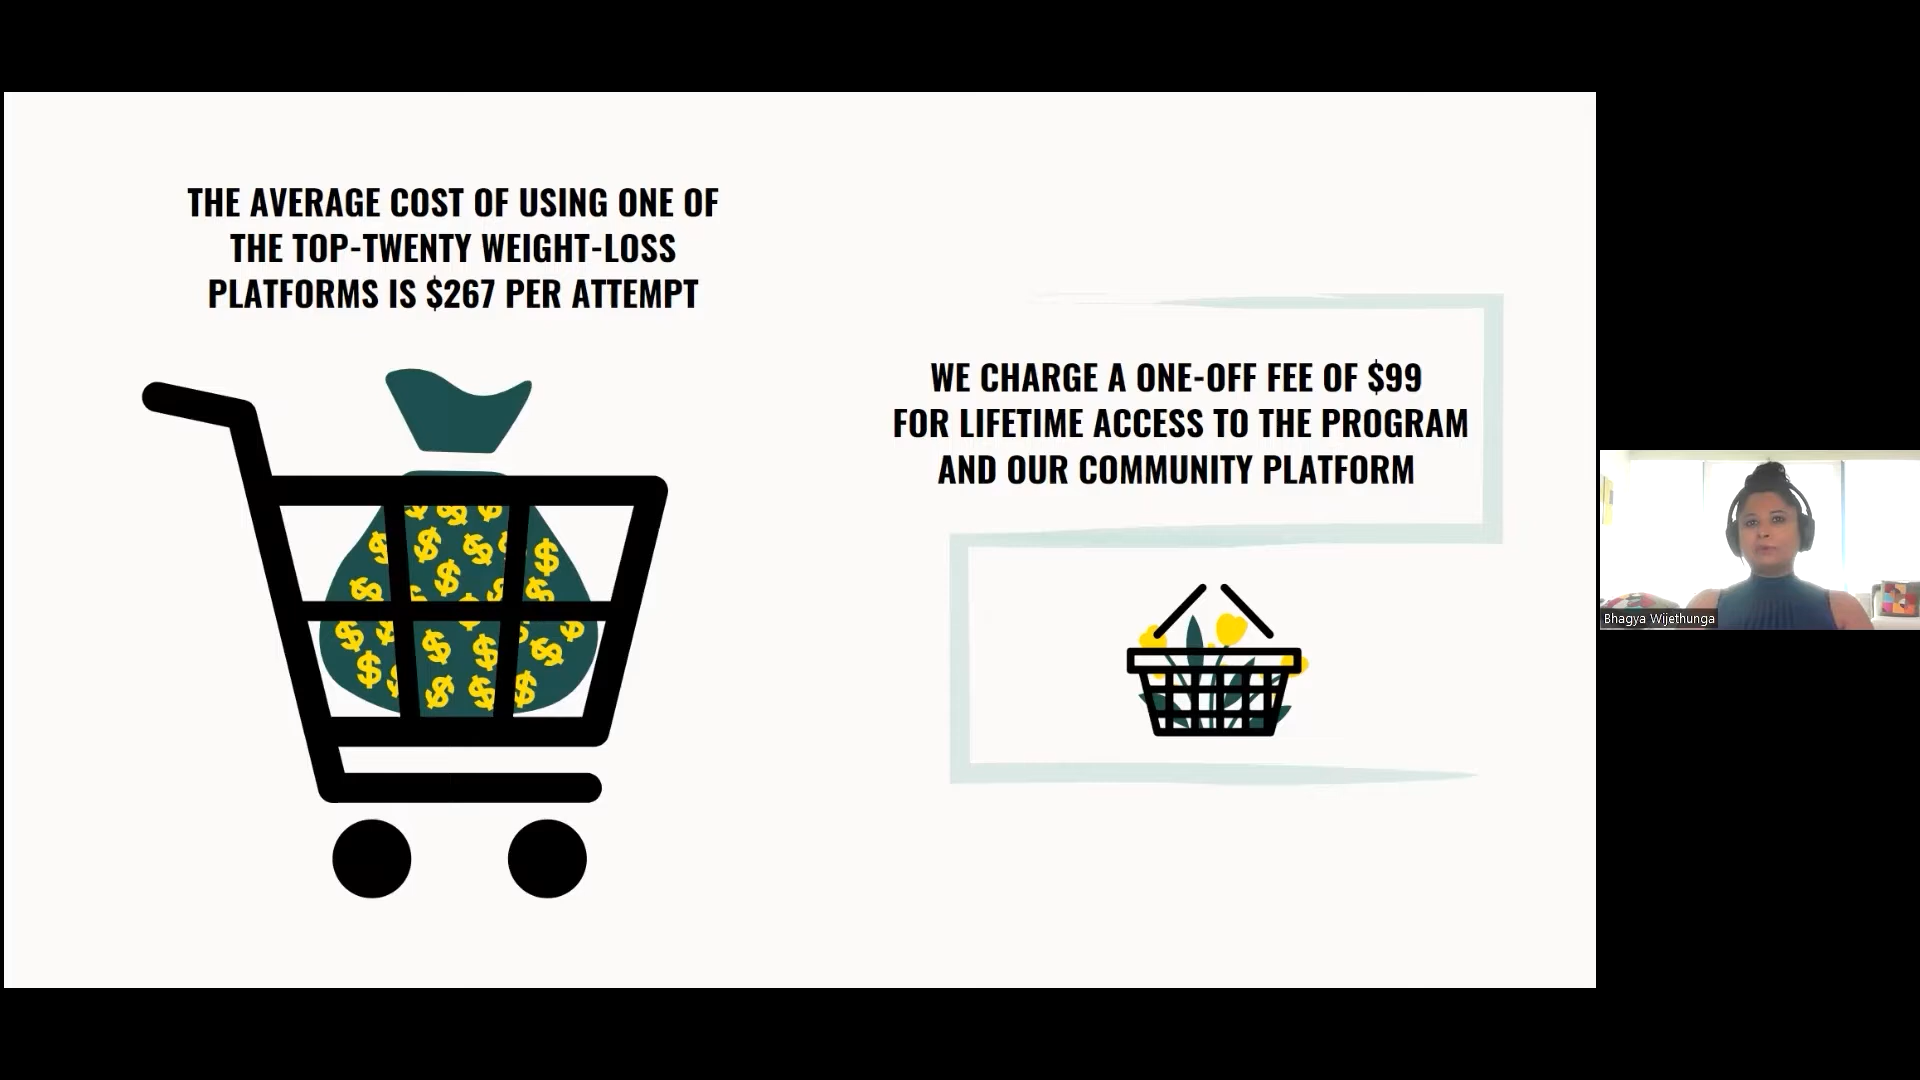 THE AVERAGE COST OF USING ONE OF
THE TOP-TWENTY WEIGHT-LOSS
PLATFORMS IS $267 PER ATTEMPT
WE CHARGE A ONE-OFF FEE OF $99
FOR LIFETIME ACCESS TO THE PROGRAM
AND OUR COMMUNITY PLATFORM
Bhagya Wijethunga